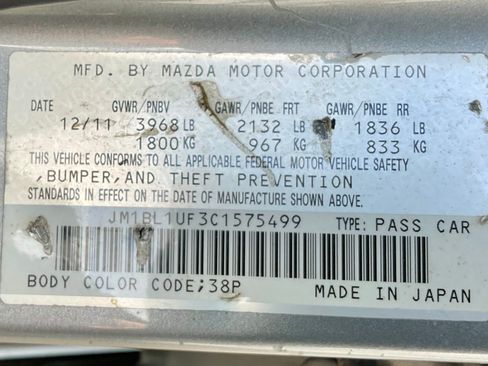 MFD. BY MAZDA MOTOR CORPORATION
DATE GVWR/PNBV GAWR/PNBE FRT GAWR/PNBE RR
12/11 3968 LB 2132 LB 1836 LB
1800 KG 967 KG 833 KG
THIS VEHICLE CONFORMS TO ALL APPLICABLE FEDERAL MOTOR VEHICLE SAFETY
,BUMPER,AND THEFT PREVENTION
STANDARDS IN EFFECT ON THE DATE OF MANUFACTURE SHOWN ABOVE.
JM1BL1UF3C1575499 TYPE: PASS CAR
BODY COLOR CODE;38P MADE IN JAPAN